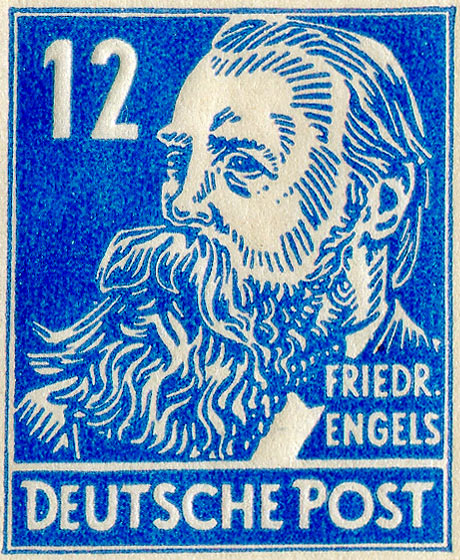 12
FRIEDR.
ENGELS
DEUTSCHE POST